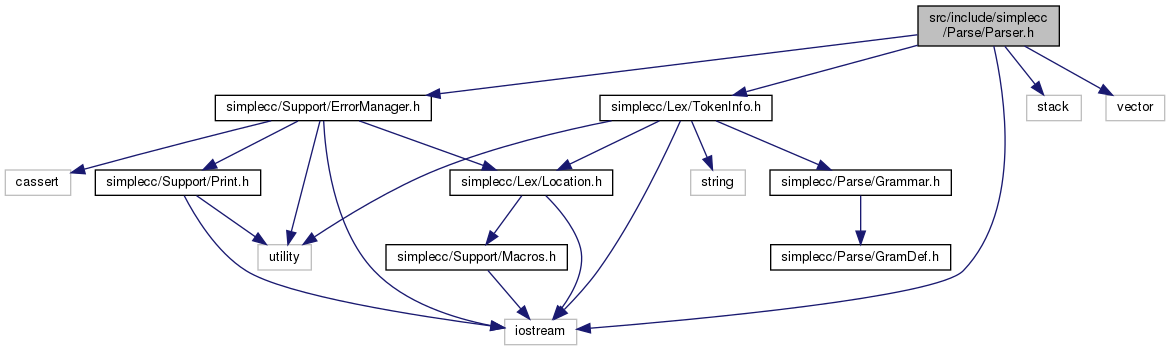 src/include/simplecc
/Parse/Parser.h
simplecc/Support/ErrorManager.h
simplecc/Lex/TokenInfo.h
stack
vector
cassert
simplecc/Support/Print.h
simplecc/Lex/Location.h
string
simplecc/Parse/Grammar.h
utility
simplecc/Support/Macros.h
simplecc/Parse/GramDef.h
iostream